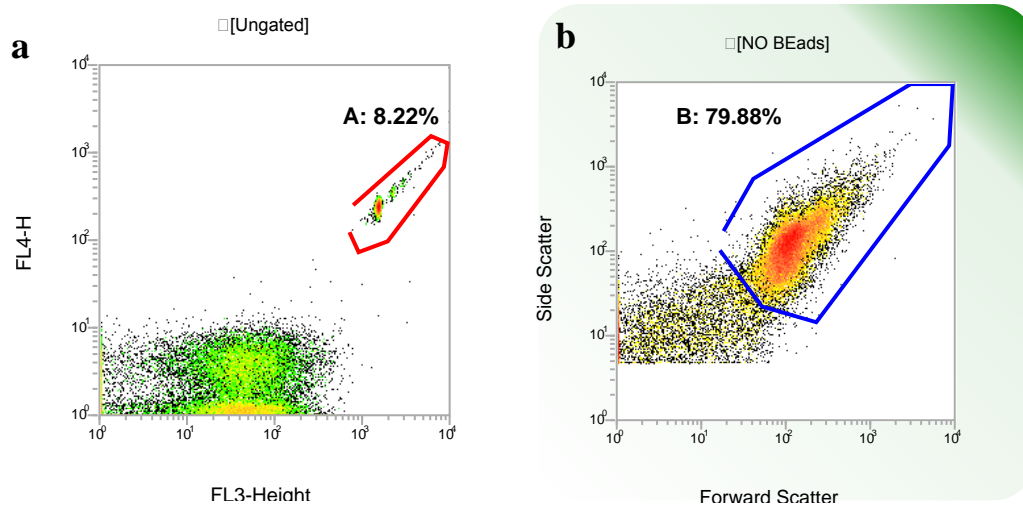 a
□[Ungated]
10⁴
10³
10²
10¹
10⁰
FL4-H
A: 8.22%
10⁰ 10¹ 10² 10³ 10⁴
FL3-Height
b
□[NO BEads]
10⁴
10³
10²
10¹
10⁰
Side Scatter
B: 79.88%
10⁰ 10¹ 10² 10³ 10⁴
Forward Scatter